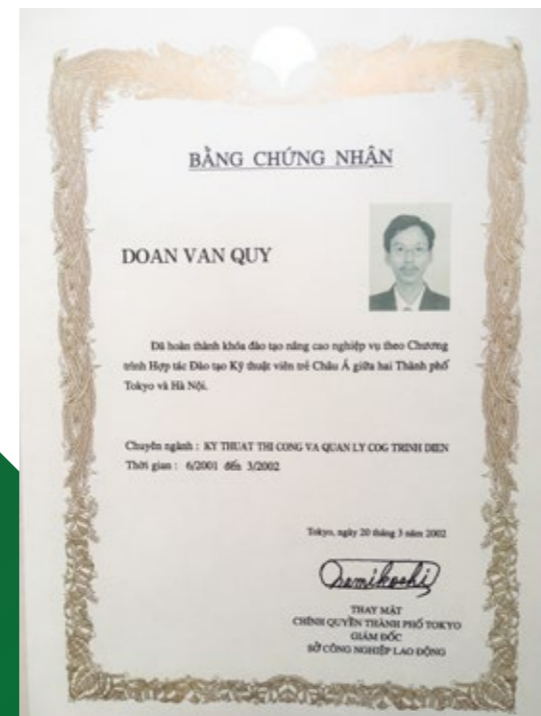 BẰNG CHỨNG NHẬN
DOAN VAN QUY
Đã hoàn thành khóa đào tạo nâng cao nghiệp vụ theo Chương
trình Hợp tác Đào tạo Kỹ thuật viên trẻ Châu Á giữa hai Thành phố
Tokyo và Hà Nội.
Chuyên ngành : KY THUAT THI CONG VA QUAN LY COG TRINH DIEN
Thời gian : 6/2001 đến 3/2002
Tokyo, ngày 20 tháng 3 năm 2002
THAY MẶT
CHÍNH QUYỀN THÀNH PHỐ TOKYO
GIÁM ĐỐC
SỞ CÔNG NGHIỆP LAO ĐỘNG